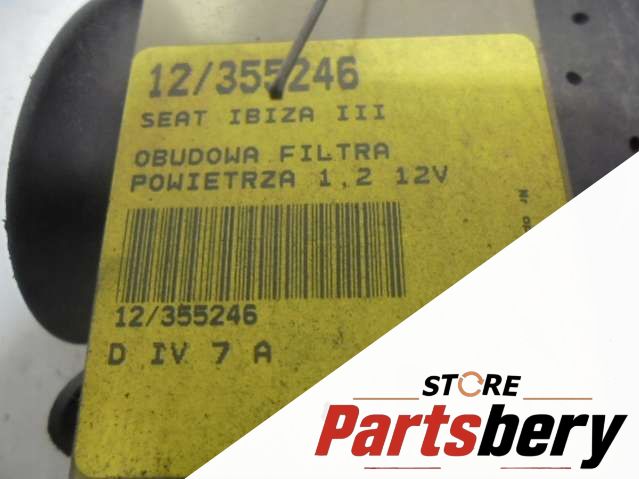 12/355246
SEAT IBIZA III
OBUDOWA FILTRA
POWIETRZA 1,2 12V
12/355246
D IV 7 A
STORE
Partsbery